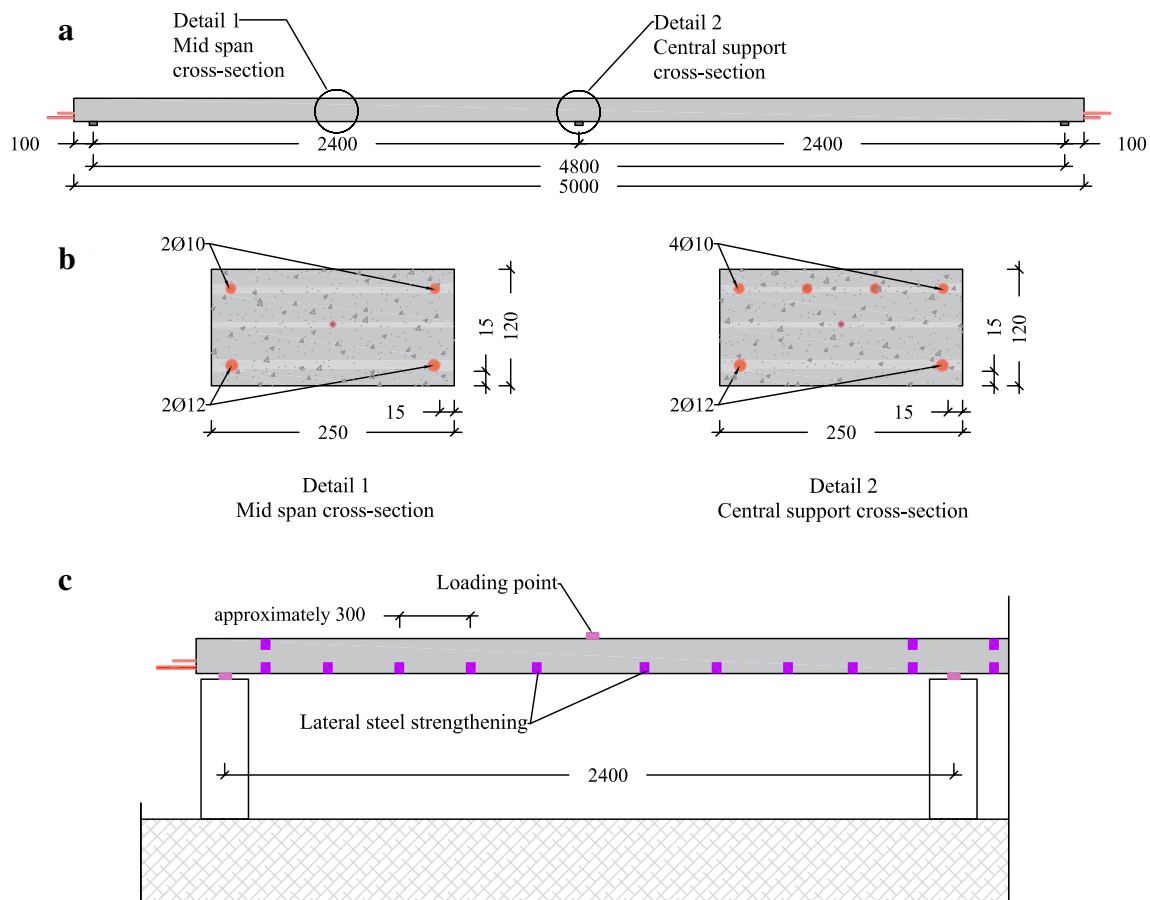 a
Detail 1
Mid span
cross-section
Detail 2
Central support
cross-section
100
2400
2400
100
4800
5000
b
2Ø10
2Ø12
15
120
15
250
4Ø10
2Ø12
15
120
15
250
Detail 1
Mid span cross-section
Detail 2
Central support cross-section
c
Loading point
approximately 300
Lateral steel strengthening
2400